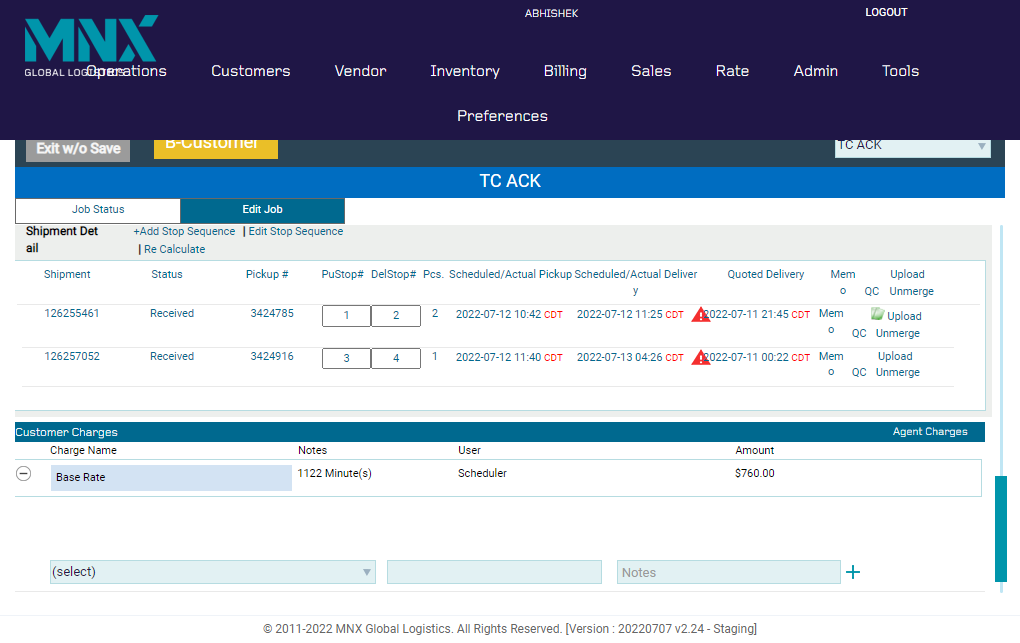 ABHISHEK
LOGOUT
MNX
GLOBAL LOGISTICS
Operations Customers Vendor Inventory Billing Sales Rate Admin Tools
Preferences
Exit w/o Save B-Customer TC ACK
TC ACK
Job Status Edit Job
Shipment Det
ail
+Add Stop Sequence | Edit Stop Sequence
| Re Calculate
Shipment Status Pickup # PuStop# DelStop# Pcs. Scheduled/Actual Pickup Scheduled/Actual Deliver Quoted Delivery Mem Upload
y o QC Unmerge
126255461 Received 3424785 1 2 2 2022-07-12 10:42 CDT 2022-07-12 11:25 CDT 2022-07-11 21:45 CDT Mem Upload
o QC Unmerge
126257052 Received 3424916 3 4 1 2022-07-12 11:40 CDT 2022-07-13 04:26 CDT 2022-07-11 00:22 CDT Mem Upload
o QC Unmerge
Customer Charges Agent Charges
Charge Name Notes User Amount
Base Rate 1122 Minute(s) Scheduler $760.00
(select) Notes +
© 2011-2022 MNX Global Logistics. All Rights Reserved. [Version : 20220707 v2.24 - Staging]